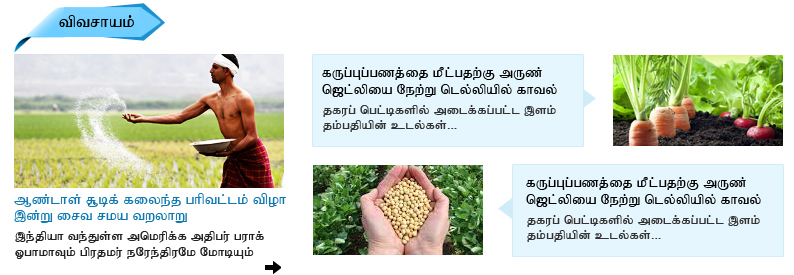 விவசாயம்
ஆண்டாள் சூடிக் கலைந்த பரிவட்டம் விழா
இன்று சைவ சமய வறலாறு
இந்தியா வந்துள்ள அமெரிக்க அதிபர் பராக்
ஓபாமாவும் பிரதமர் நரேந்திரமே மோடியும்
கருப்புப்பணத்தை மீட்பதற்கு அருண்
ஜெட்லியை நேற்று டெல்லியில் காவல்
தகரப் பெட்டிகளில் அடைக்கப்பட்ட இளம்
தம்பதியின் உடல்கள்...
கருப்புப்பணத்தை மீட்பதற்கு அருண்
ஜெட்லியை நேற்று டெல்லியில் காவல்
தகரப் பெட்டிகளில் அடைக்கப்பட்ட இளம்
தம்பதியின் உடல்கள்...